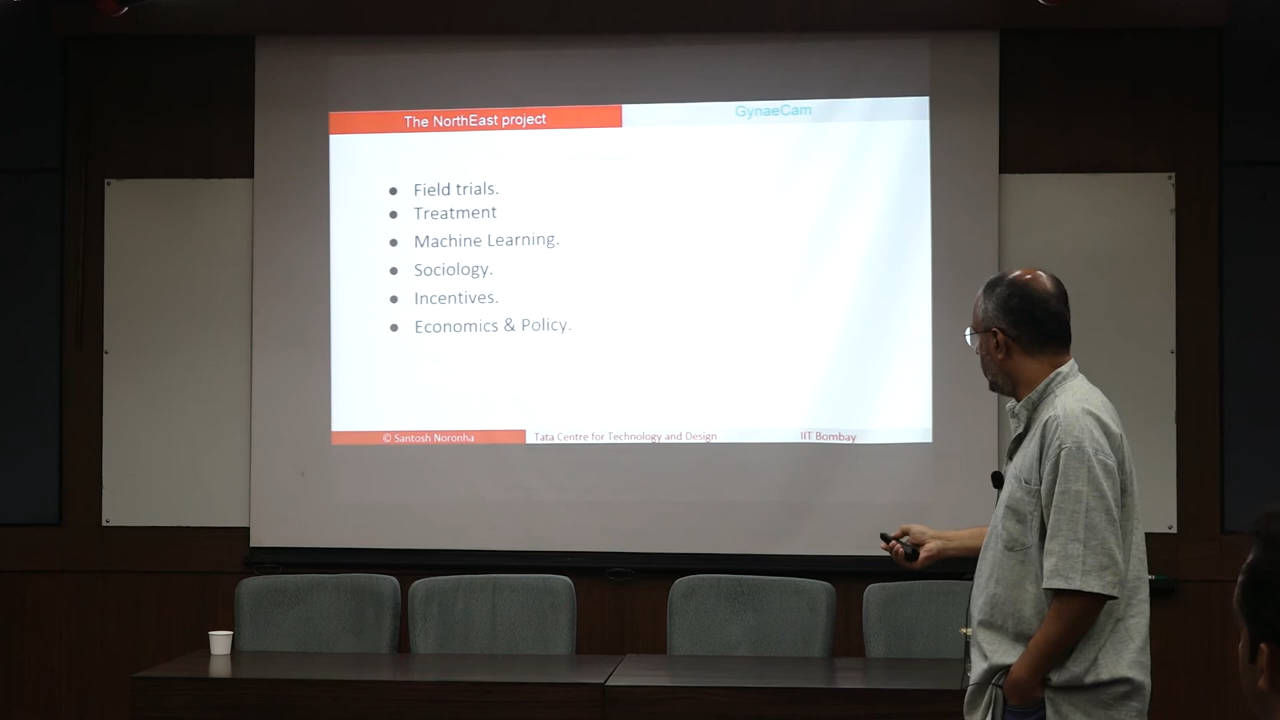 The NorthEast project
GynaeCam
● Field trials.
● Treatment
● Machine Learning.
● Sociology.
● Incentives.
● Economics & Policy.
© Santosh Noronha
Tata Centre for Technology and Design
IIT Bombay